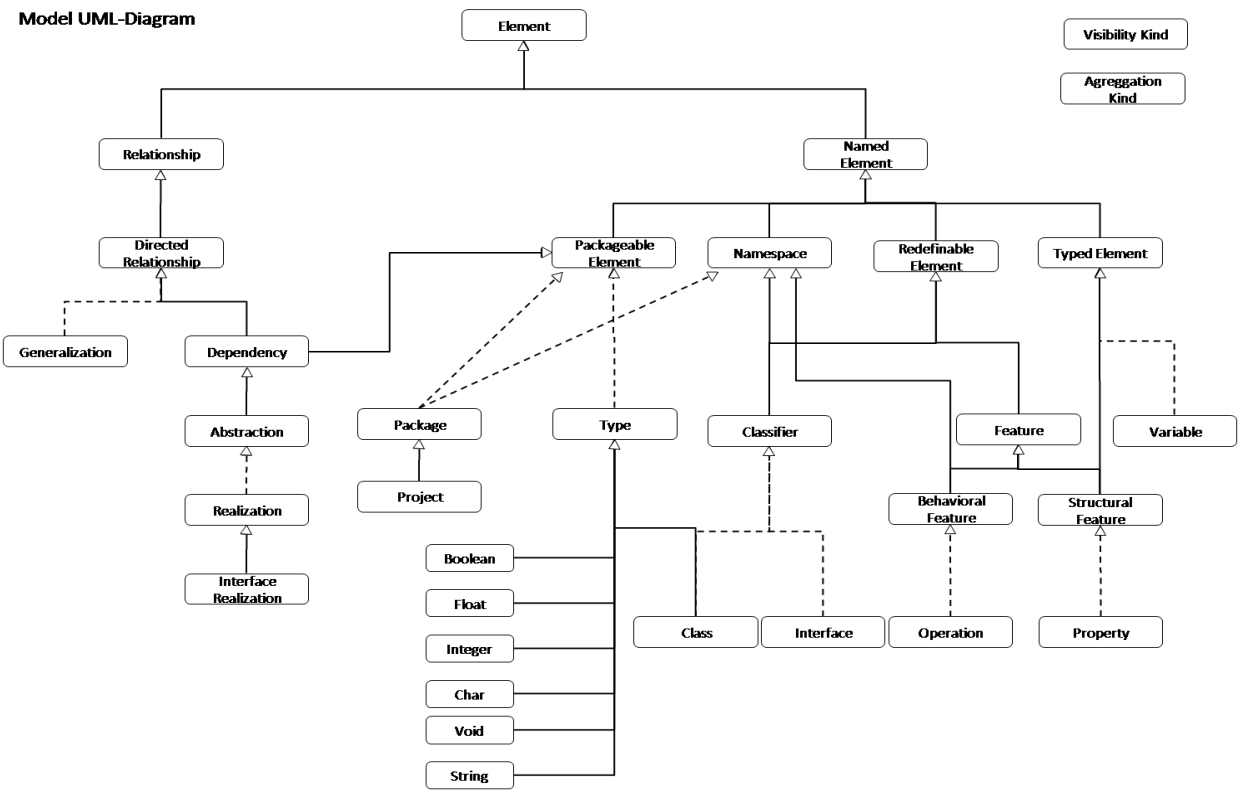 Model UML-Diagram
Element
Visibility Kind
Agreggation
Kind
Relationship
Named
Element
Directed
Relationship
Packageable
Element
Namespace
Redefinable
Element
Typed Element
Generalization
Dependency
Abstraction
Package
Type
Classifier
Feature
Variable
Project
Realization
Behavioral
Feature
Structural
Feature
Boolean
Interface
Realization
Float
Class
Interface
Operation
Property
Integer
Char
Void
String